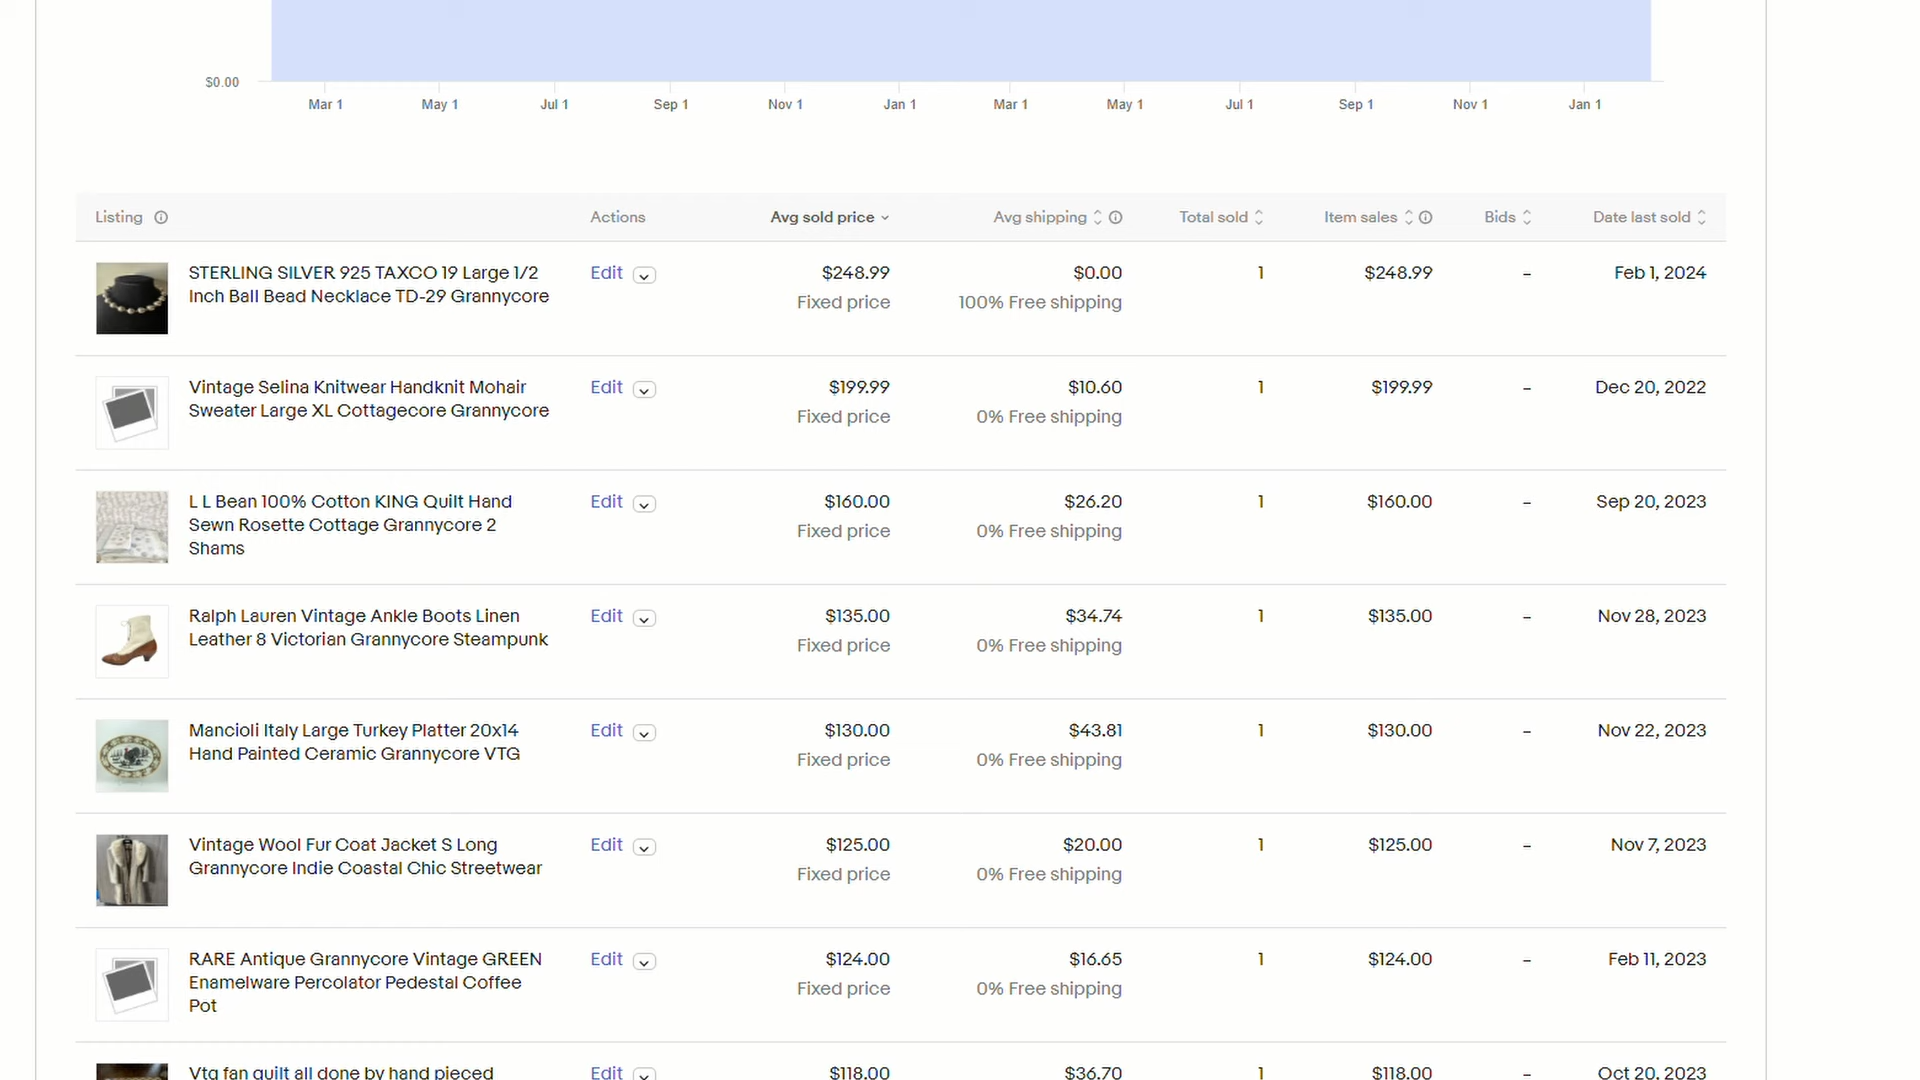 $0.00
Mar 1 May 1 Jul 1 Sep 1 Nov 1 Jan 1 Mar 1 May 1 Jul 1 Sep 1 Nov 1 Jan 1
Listing Actions Avg sold price Avg shipping Total sold Item sales Bids Date last sold
STERLING SILVER 925 TAXCO 19 Large 1/2 Edit $248.99 $0.00 1 $248.99 – Feb 1, 2024
Inch Ball Bead Necklace TD-29 Grannycore Fixed price 100% Free shipping
Vintage Selina Knitwear Handknit Mohair Edit $199.99 $10.60 1 $199.99 – Dec 20, 2022
Sweater Large XL Cottagecore Grannycore Fixed price 0% Free shipping
L L Bean 100% Cotton KING Quilt Hand Edit $160.00 $26.20 1 $160.00 – Sep 20, 2023
Sewn Rosette Cottage Grannycore 2 Fixed price 0% Free shipping
Shams
Ralph Lauren Vintage Ankle Boots Linen Edit $135.00 $34.74 1 $135.00 – Nov 28, 2023
Leather 8 Victorian Grannycore Steampunk Fixed price 0% Free shipping
Mancioli Italy Large Turkey Platter 20x14 Edit $130.00 $43.81 1 $130.00 – Nov 22, 2023
Hand Painted Ceramic Grannycore VTG Fixed price 0% Free shipping
Vintage Wool Fur Coat Jacket S Long Edit $125.00 $20.00 1 $125.00 – Nov 7, 2023
Grannycore Indie Coastal Chic Streetwear Fixed price 0% Free shipping
RARE Antique Grannycore Vintage GREEN Edit $124.00 $16.65 1 $124.00 – Feb 11, 2023
Enamelware Percolator Pedestal Coffee Fixed price 0% Free shipping
Pot
Vtg fan quilt all done by hand pieced Edit $118.00 $36.70 1 $118.00 – Oct 20, 2023